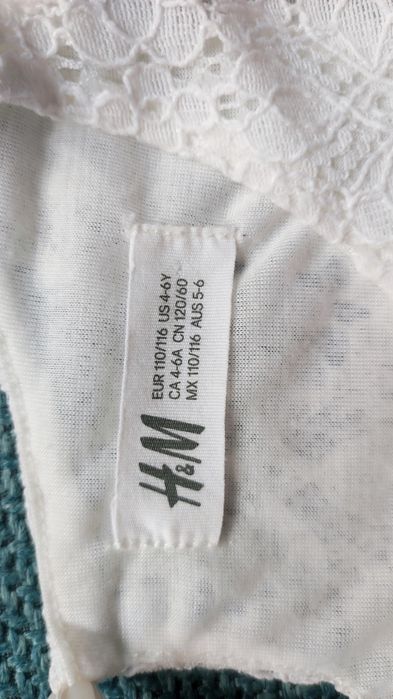 EUR 110/116 US 4-6Y
CA 4-6A CN 120/60
MX 110/116 AUS 5-6
H&M